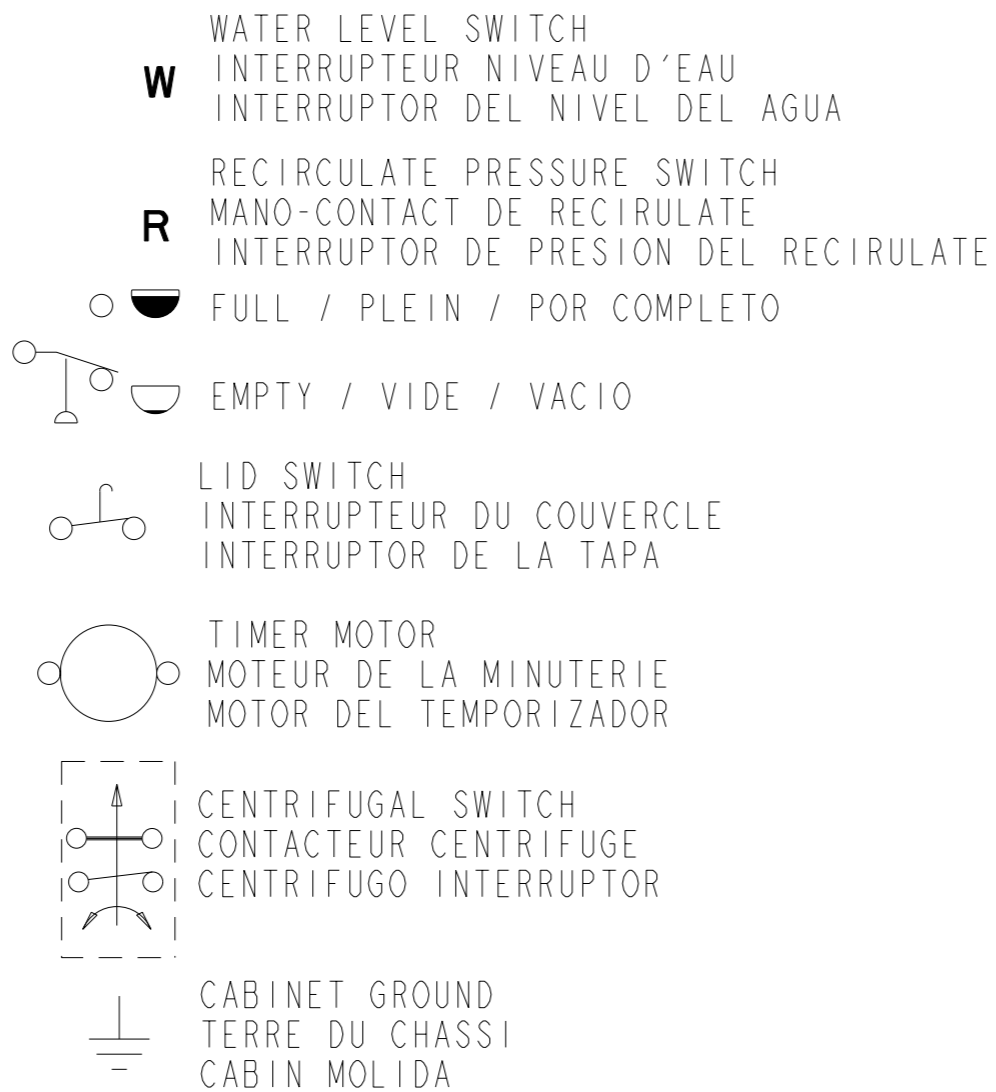 WATER LEVEL SWITCH
W
INTERRUPTEUR NIVEAU D'EAU
INTERRUPTOR DEL NIVEL DEL AGUA
RECIRCULATE PRESSURE SWITCH
R
MANO-CONTACT DE RECIRULATE
INTERRUPTOR DE PRESION DEL RECIRULATE
FULL / PLEIN / POR COMPLETO
EMPTY / VIDE / VACIO
LID SWITCH
INTERRUPTEUR DU COUVERCLE
INTERRUPTOR DE LA TAPA
TIMER MOTOR
MOTEUR DE LA MINUTERIE
MOTOR DEL TEMPORIZADOR
CENTRIFUGAL SWITCH
CONTACTEUR CENTRIFUGE
CENTRIFUGO INTERRUPTOR
CABINET GROUND
TERRE DU CHASSI
CABIN MOLIDA